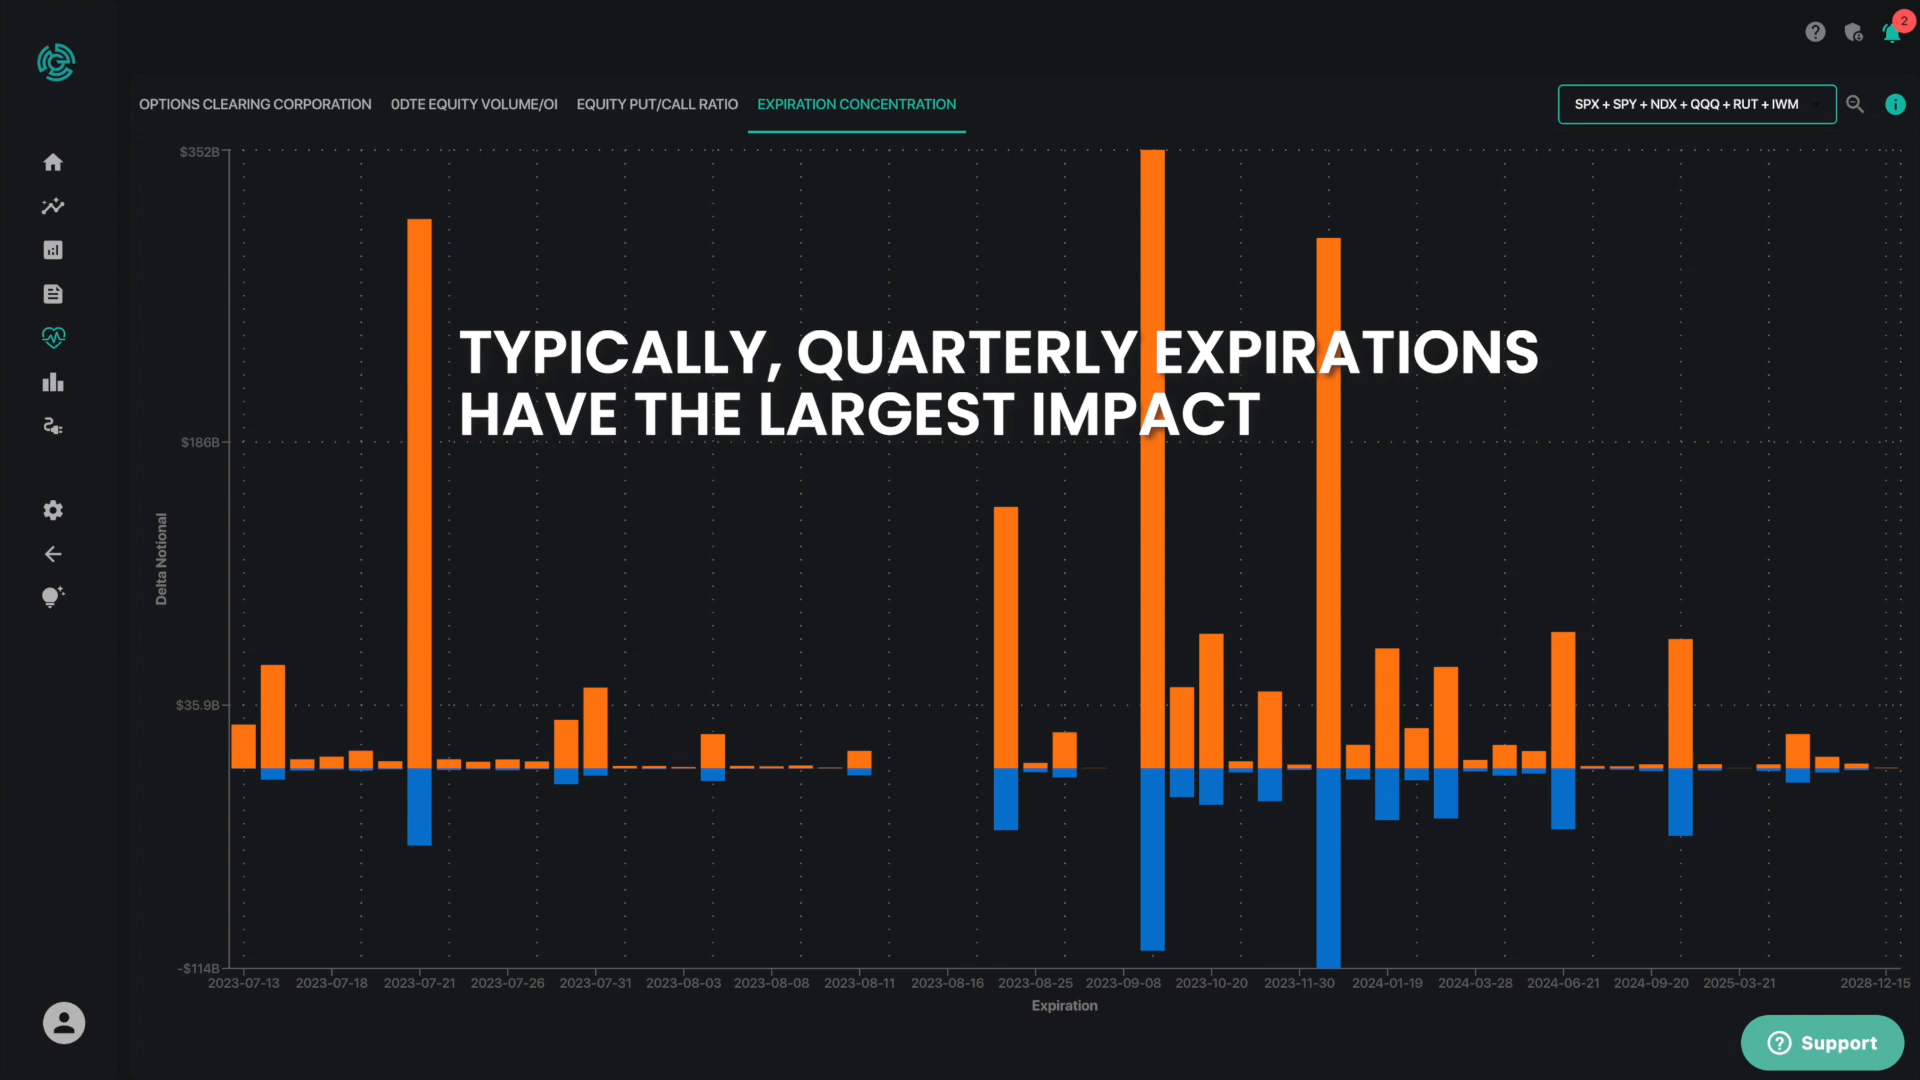 2
OPTIONS CLEARING CORPORATION
0DTE EQUITY VOLUME/OI
EQUITY PUT/CALL RATIO
EXPIRATION CONCENTRATION
SPX + SPY + NDX + QQQ + RUT + IWM
$352B
TYPICALLY, QUARTERLY EXPIRATIONS
HAVE THE LARGEST IMPACT
$186B
Delta Notional
$35.9B
-$114B
2023-07-13 2023-07-18 2023-07-21 2023-07-26 2023-07-31 2023-08-03 2023-08-08 2023-08-11 2023-08-16 2023-08-25 2023-09-08 2023-10-20 2023-11-30 2024-01-19 2024-03-28 2024-06-21 2024-09-20 2025-03-21 2028-12-15
Expiration
Support